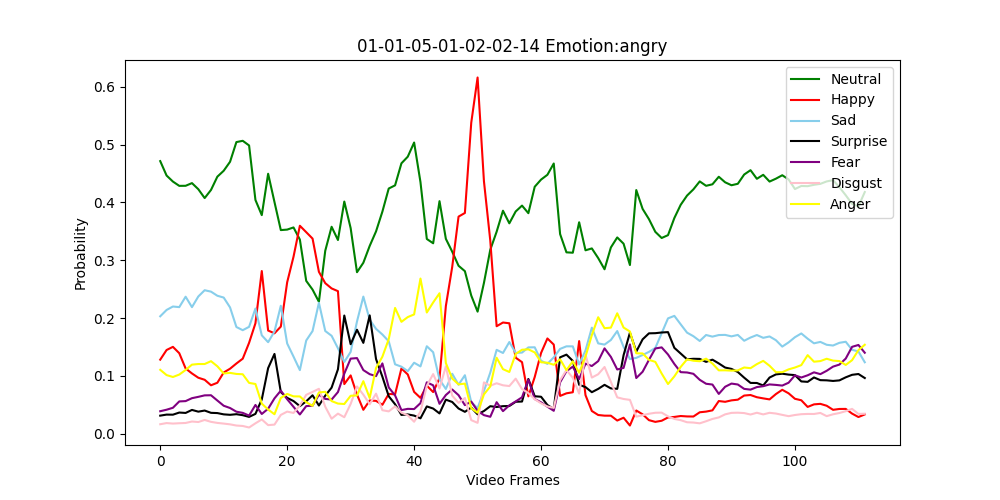 01-01-05-01-02-02-14 Emotion:angry
Probability
0.6
0.5
0.4
0.3
0.2
0.1
0.0
0 20 40 60 80 100
Video Frames
Neutral
Happy
Sad
Surprise
Fear
Disgust
Anger